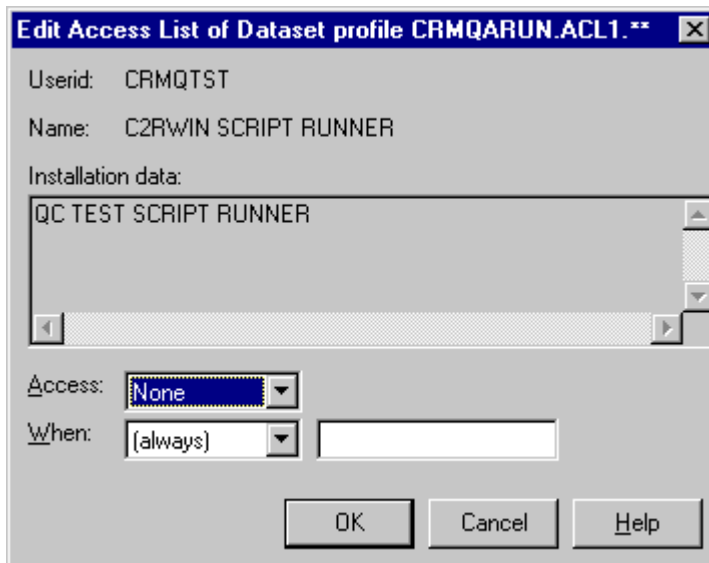 Edit Access List of Dataset profile CRMQARUN.ACL1.**
Userid: CRMQTST
Name: C2RWIN SCRIPT RUNNER
Installation data:
QC TEST SCRIPT RUNNER
Access: None
When: (always)
OK Cancel Help